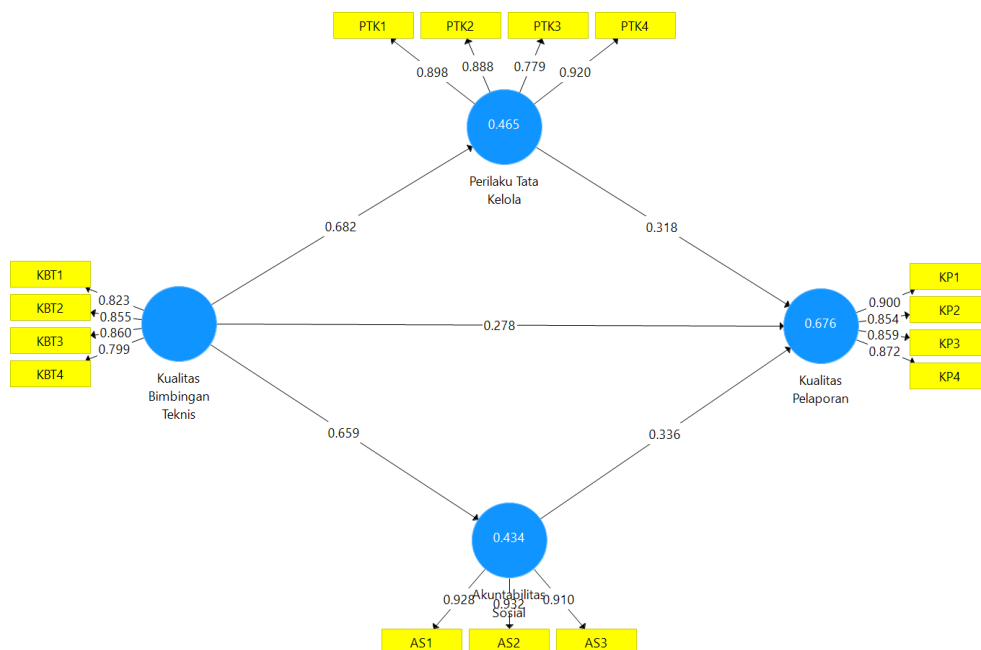 PTK1 PTK2 PTK3 PTK4
0.898 0.888 0.779 0.920
0.465
Perilaku Tata
Kelola
0.682 0.318
KBT1
KBT2
KBT3
KBT4
0.823
0.855
0.860
0.799
Kualitas
Bimbingan
Teknis
0.278
0.676
Kualitas
Pelaporan
0.900
0.854
0.859
0.872
KP1
KP2
KP3
KP4
0.659 0.336
0.434
Akuntabilitas
Sosial
0.928 0.932 0.910
AS1 AS2 AS3